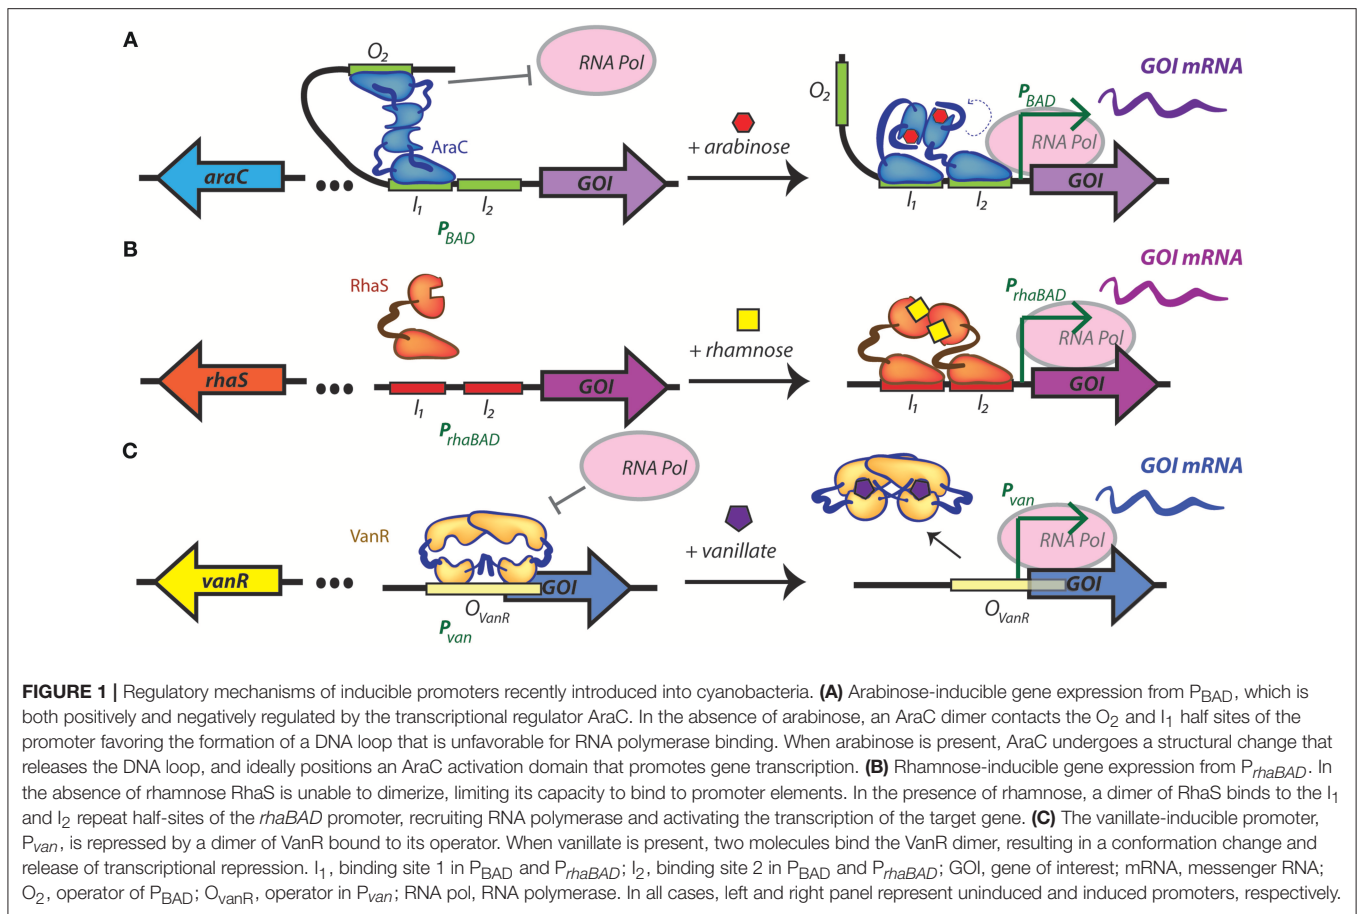 A
O2
RNA Pol
AraC
araC
GOI
I1
I2
PBAD
+ arabinose
O2
PBAD
GOI mRNA
RNA Pol
GOI
I1
I2
B
RhaS
rhaS
GOI
I1
I2
PrhaBAD
+ rhamnose
PrhaBAD
GOI mRNA
RNA Pol
GOI
I1
I2
C
RNA Pol
VanR
vanR
GOI
OVanR
Pvan
+ vanillate
Pvan
GOI mRNA
RNA Pol
GOI
OVanR
FIGURE 1 | Regulatory mechanisms of inducible promoters recently introduced into cyanobacteria. (A) Arabinose-inducible gene expression from PBAD, which is
both positively and negatively regulated by the transcriptional regulator AraC. In the absence of arabinose, an AraC dimer contacts the O2 and I1 half sites of the
promoter favoring the formation of a DNA loop that is unfavorable for RNA polymerase binding. When arabinose is present, AraC undergoes a structural change that
releases the DNA loop, and ideally positions an AraC activation domain that promotes gene transcription. (B) Rhamnose-inducible gene expression from PrhaBAD. In
the absence of rhamnose RhaS is unable to dimerize, limiting its capacity to bind to promoter elements. In the presence of rhamnose, a dimer of RhaS binds to the I1
and I2 repeat half-sites of the rhaBAD promoter, recruiting RNA polymerase and activating the transcription of the target gene. (C) The vanillate-inducible promoter,
Pvan, is repressed by a dimer of VanR bound to its operator. When vanillate is present, two molecules bind the VanR dimer, resulting in a conformation change and
release of transcriptional repression. I1, binding site 1 in PBAD and PrhaBAD; I2, binding site 2 in PBAD and PrhaBAD; GOI, gene of interest; mRNA, messenger RNA;
O2, operator of PBAD; OvanR, operator in Pvan; RNA pol, RNA polymerase. In all cases, left and right panel represent uninduced and induced promoters, respectively.